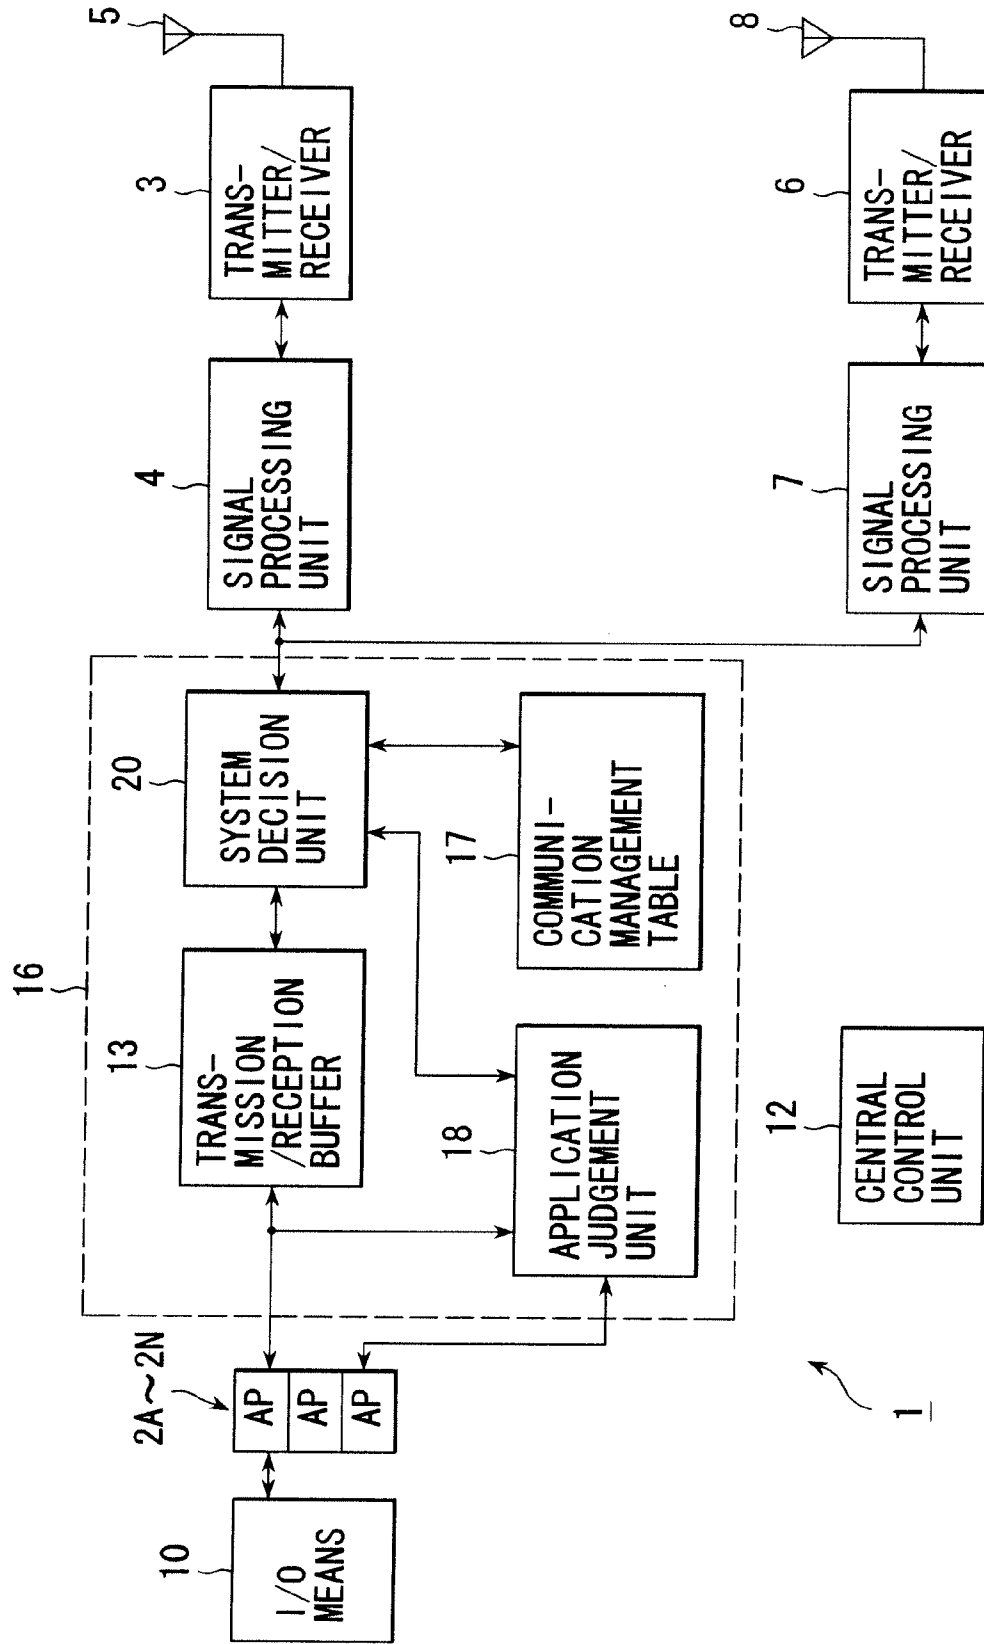 10
I/O
MEANS
2A~2N
AP
AP
AP
16
13
TRANS-
MISSION
/RECEPTION
BUFFER
20
SYSTEM
DECISION
UNIT
18
APPLICATION
JUDGEMENT
UNIT
17
COMMUNI-
CATION
MANAGEMENT
TABLE
4
SIGNAL
PROCESSING
UNIT
3
TRANS-
MITTER/
RECEIVER
5
7
SIGNAL
PROCESSING
UNIT
6
TRANS-
MITTER/
RECEIVER
8
12
CENTRAL
CONTROL
UNIT
1